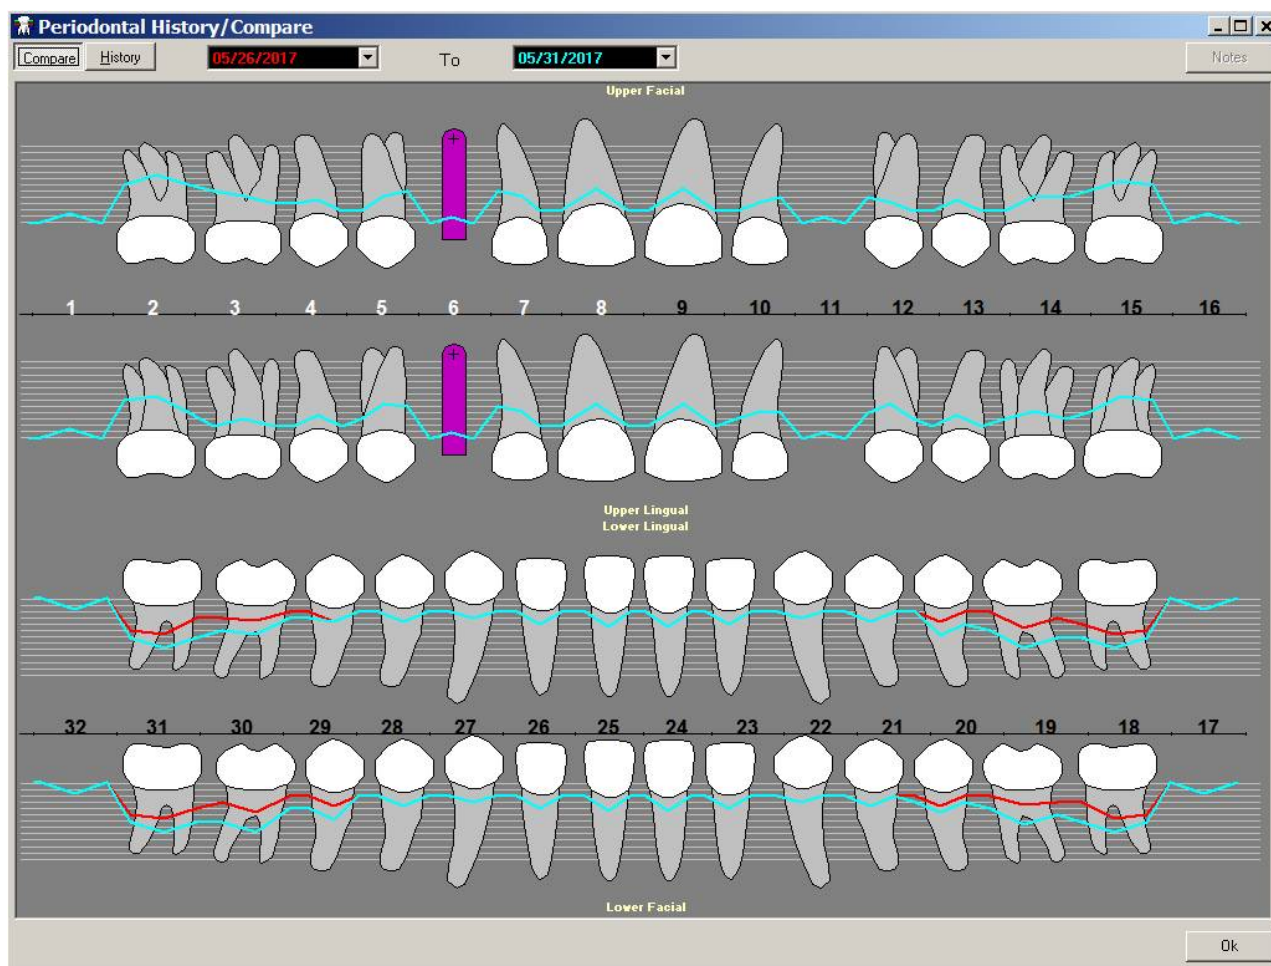 Periodontal History/Compare
Compare History 05/26/2017 To 05/31/2017 Notes
Upper Facial
1 2 3 4 5 6 7 8 9 10 11 12 13 14 15 16
Upper Lingual
Lower Lingual
32 31 30 29 28 27 26 25 24 23 22 21 20 19 18 17
Lower Facial
Ok